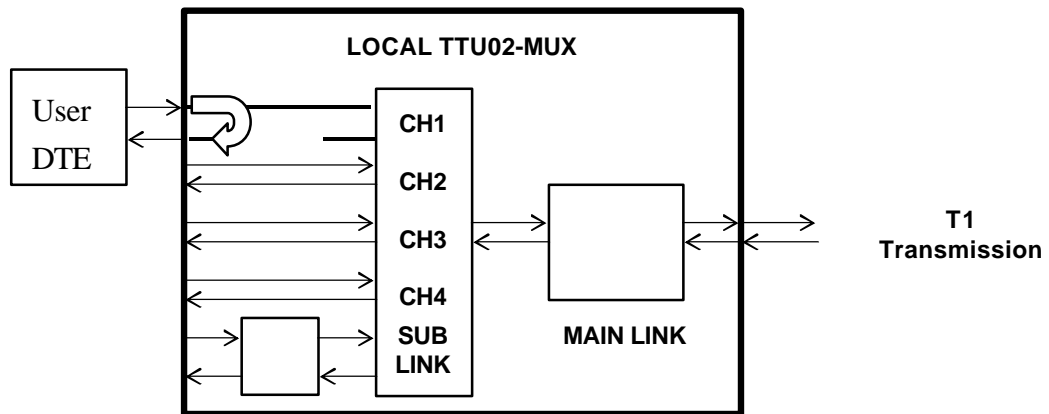 LOCAL TTU02-MUX
User
DTE
CH1
CH2
CH3
CH4
SUB
LINK
MAIN LINK
T1
Transmission